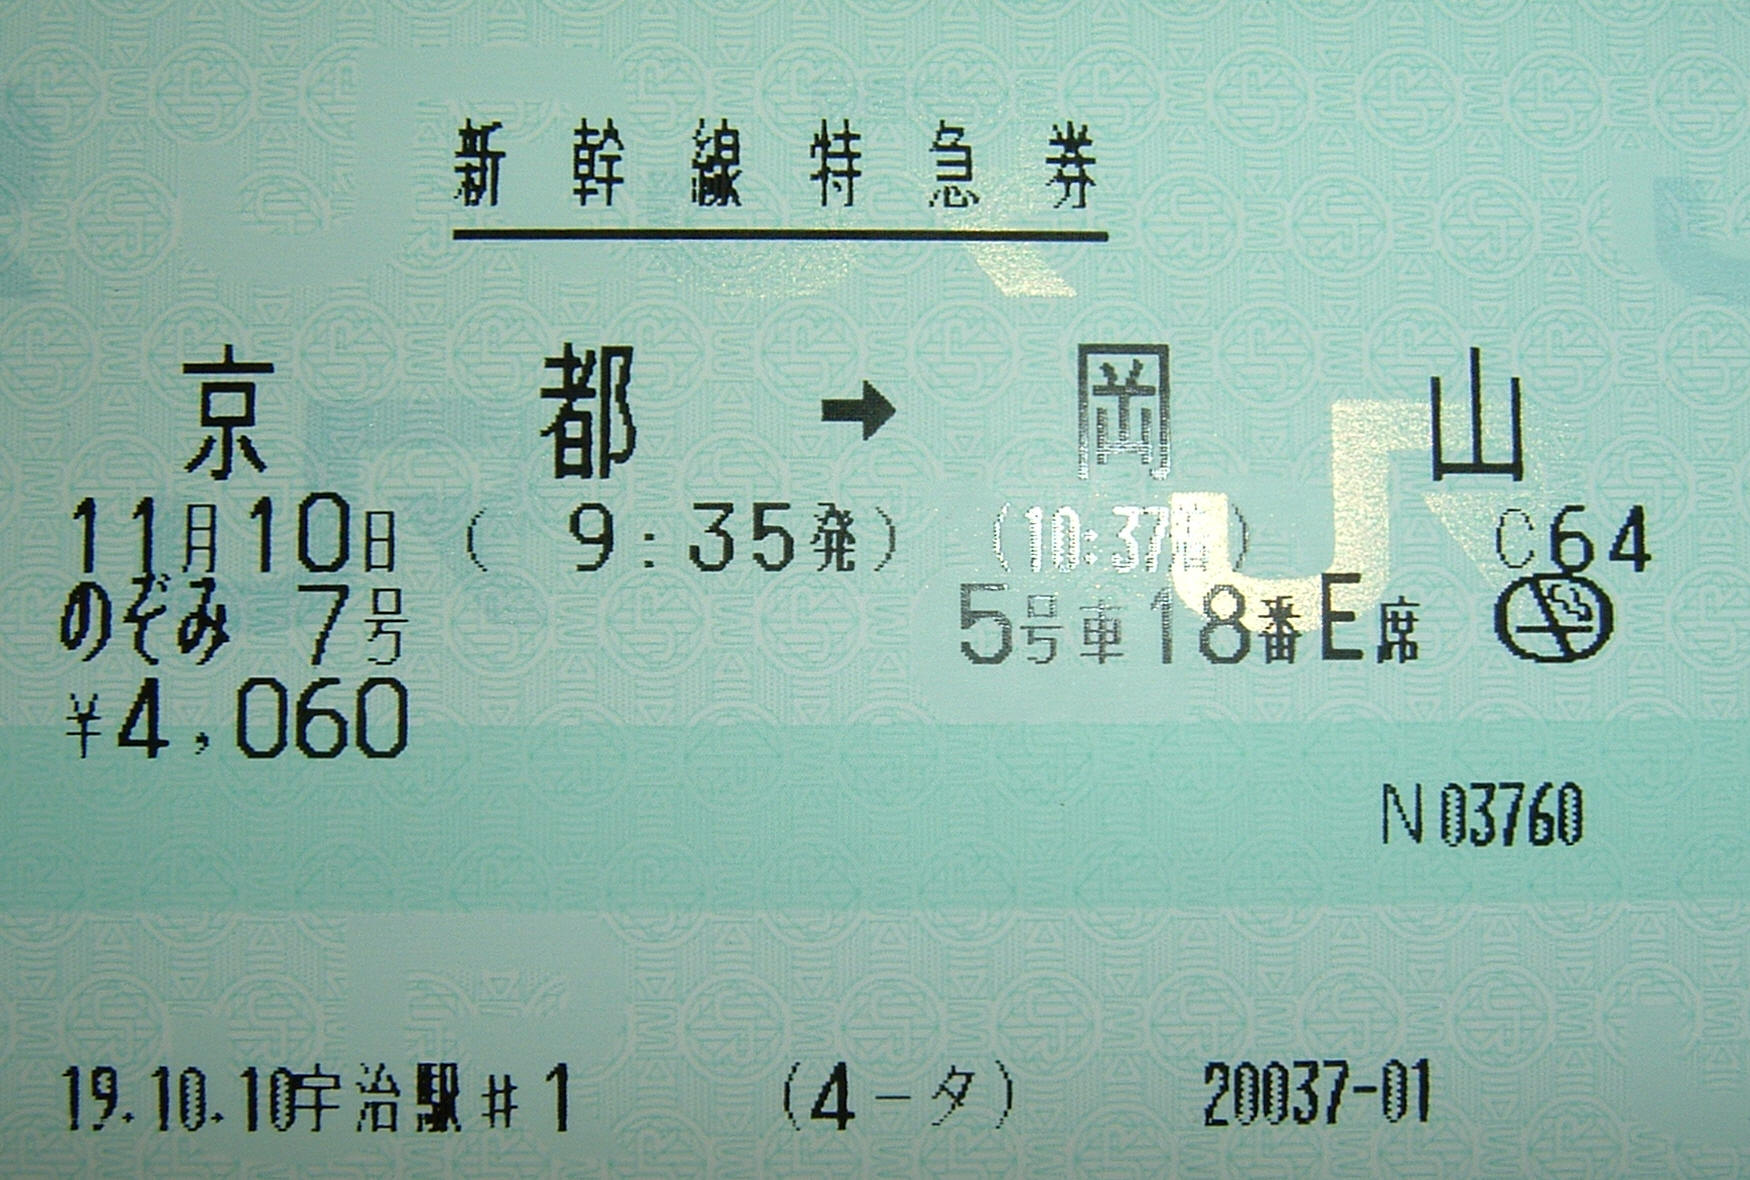 新幹線特急券
京都 → 岡山
11月10日 ( 9:35発) (10:37着) C64
のぞみ 7号 5号車18番E席
¥4,060
N03760
19.10.10宇治駅#1 (4-タ) 20037-01